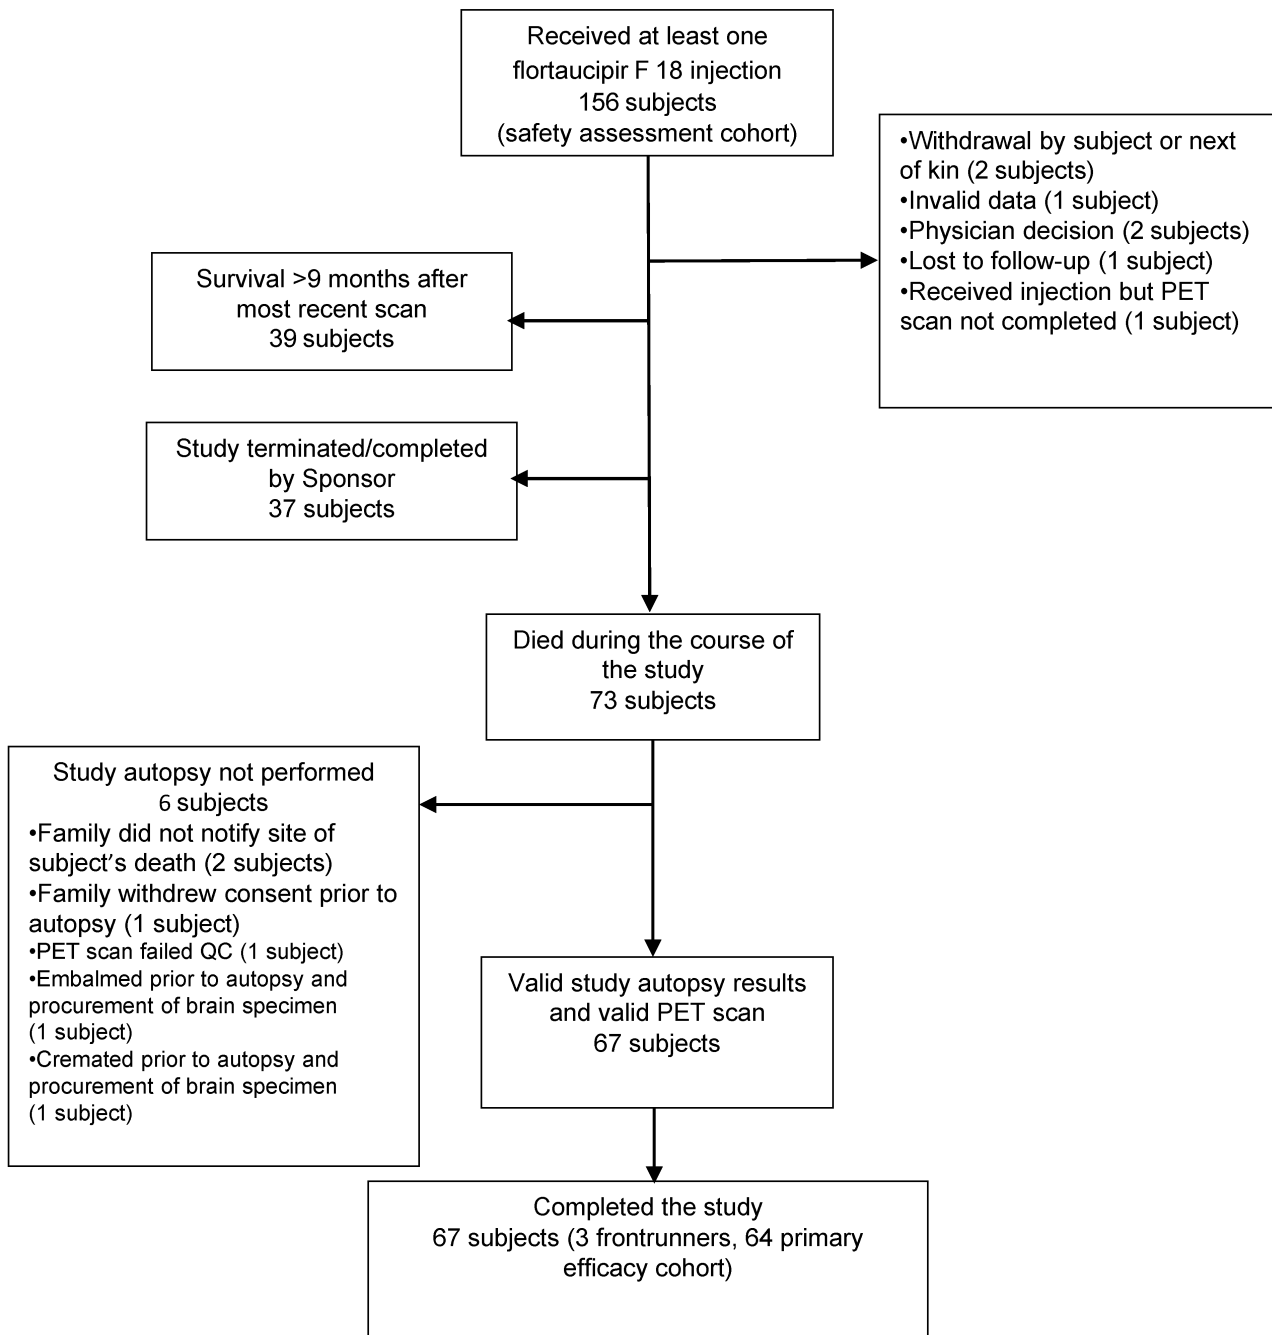 Received at least one
flortaucipir F 18 injection
156 subjects
(safety assessment cohort)
•Withdrawal by subject or next
of kin (2 subjects)
•Invalid data (1 subject)
•Physician decision (2 subjects)
•Lost to follow-up (1 subject)
•Received injection but PET
scan not completed (1 subject)
Survival >9 months after
most recent scan
39 subjects
Study terminated/completed
by Sponsor
37 subjects
Died during the course of
the study
73 subjects
Study autopsy not performed
6 subjects
•Family did not notify site of
subject's death (2 subjects)
•Family withdrew consent prior to
autopsy (1 subject)
•PET scan failed QC (1 subject)
•Embalmed prior to autopsy and
procurement of brain specimen
(1 subject)
•Cremated prior to autopsy and
procurement of brain specimen
(1 subject)
Valid study autopsy results
and valid PET scan
67 subjects
Completed the study
67 subjects (3 frontrunners, 64 primary
efficacy cohort)